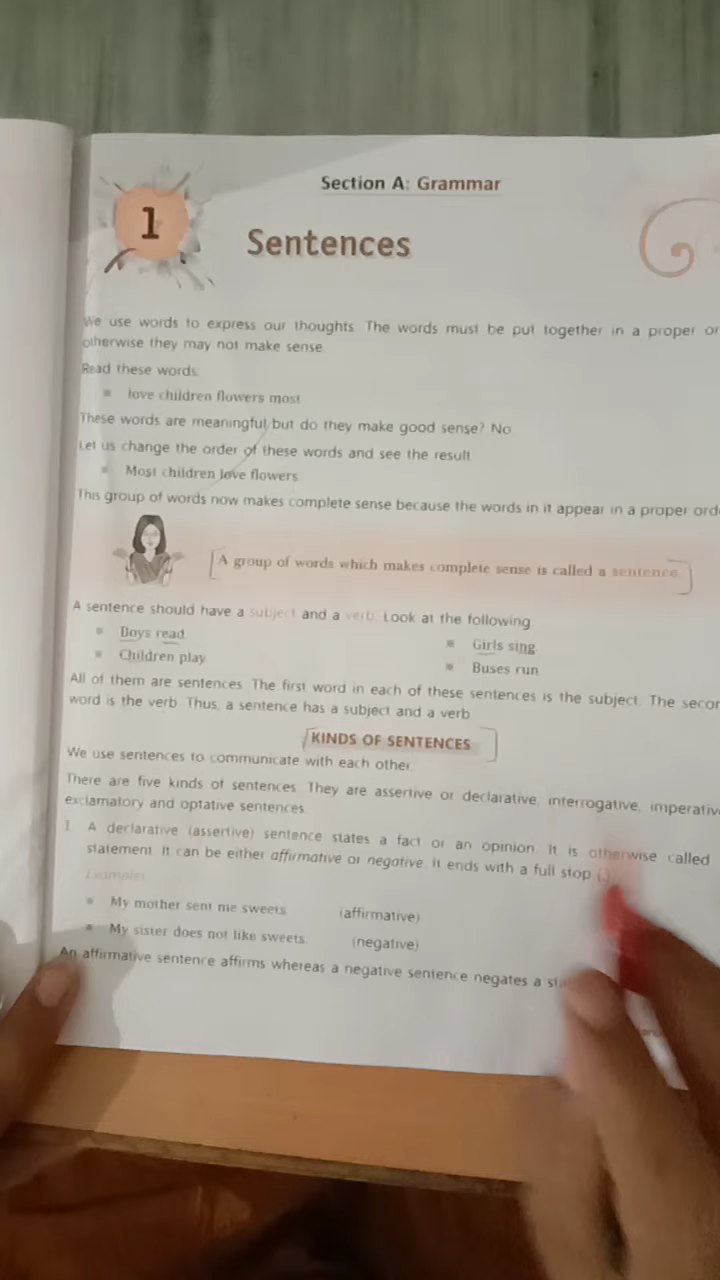 Section A: Grammar
1
Sentences
We use words to express our thoughts. The words must be put together in a proper
otherwise they may not make sense.
Read these words:
love children flowers most
These words are meaningful but do they make good sense? No.
Let us change the order of these words and see the result.
Most children love flowers.
This group of words now makes complete sense because the words in it appear in a proper
A group of words which makes complete sense is called a sentence.
A sentence should have a subject and a verb. Look at the following:
Boys read. Girls sing.
Children play. Buses run.
All of them are sentences. The first word in each of these sentences is the subject. The
word is the verb. Thus, a sentence has a subject and a verb.
KINDS OF SENTENCES
We use sentences to communicate with each other.
There are five kinds of sentences. They are assertive or declarative, interrogative,
exclamatory and optative sentences.
1. A declarative (assertive) sentence states a fact or an opinion. It is otherwise called
statement. It can be either affirmative or negative. It ends with a full stop (.).
Examples:
My mother sent me sweets. (affirmative)
My sister does not like sweets. (negative)
An affirmative sentence affirms whereas a negative sentence negates a